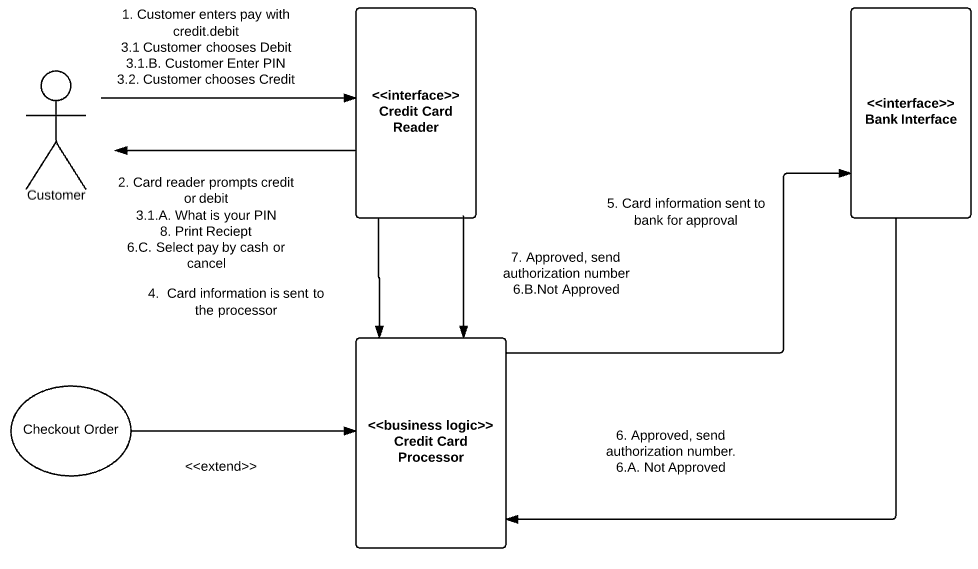 1. Customer enters pay with
credit.debit
3.1 Customer chooses Debit
3.1.B. Customer Enter PIN
3.2. Customer chooses Credit
<<interface>>
Credit Card
Reader
<<interface>>
Bank Interface
Customer
2. Card reader prompts credit
or debit
3.1.A. What is your PIN
8. Print Reciept
6.C. Select pay by cash or
cancel
5. Card information sent to
bank for approval
7. Approved, send
authorization number
6.B.Not Approved
4. Card information is sent to
the processor
Checkout Order
<<extend>>
<<business logic>>
Credit Card
Processor
6. Approved, send
authorization number.
6.A. Not Approved